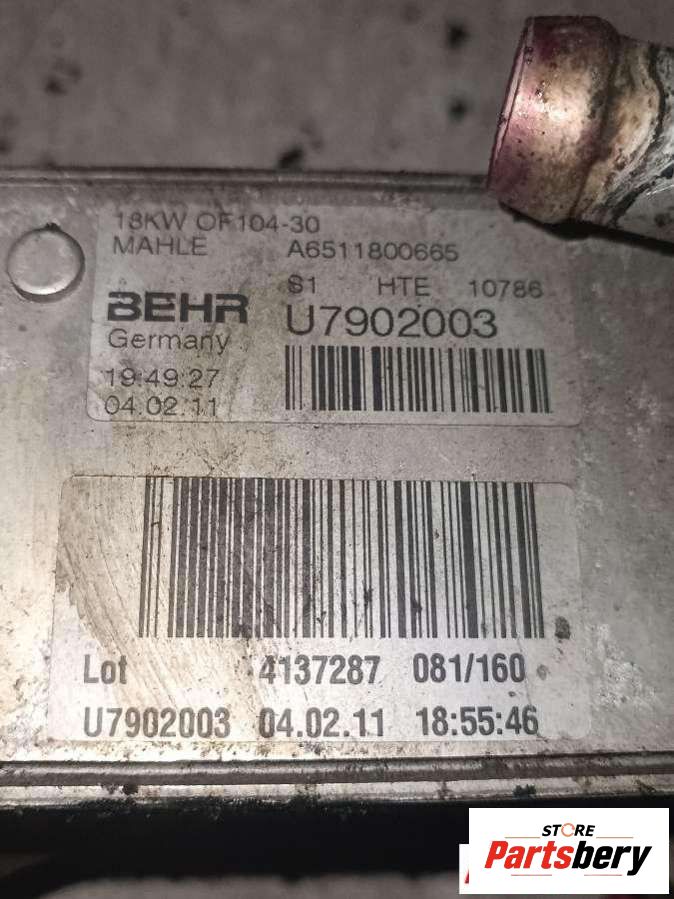 18KW OF104-30
MAHLE A6511800665
S1 HTE 10786
BEHR U7902003
Germany
19:49:27
04.02.11
Lot 4137287 081/160
U7902003 04.02.11 18:55:46
STORE
Partsbery